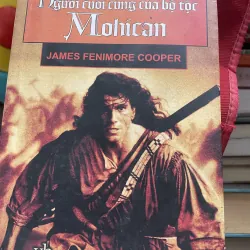 Người cuối cùng của bộ tộc
Mohican
JAMES FENIMORE COOPER